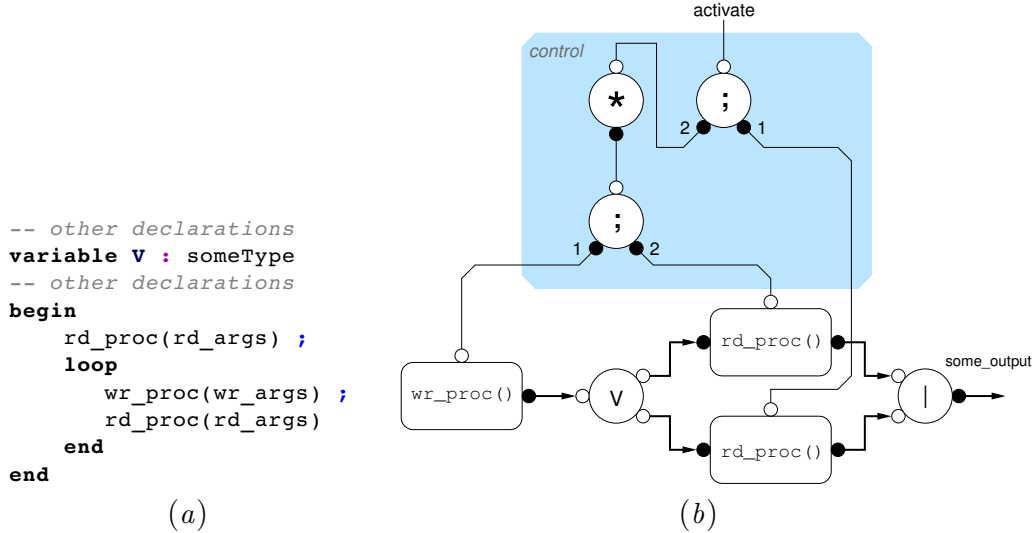 -- other declarations
variable V : someType
-- other declarations
begin
rd_proc(rd_args) ;
loop
wr_proc(wr_args) ;
rd_proc(rd_args)
end
end
(a)
activate
control
*
;
2
1
;
1
2
rd_proc()
some_output
wr_proc()
V
|
rd_proc()
(b)